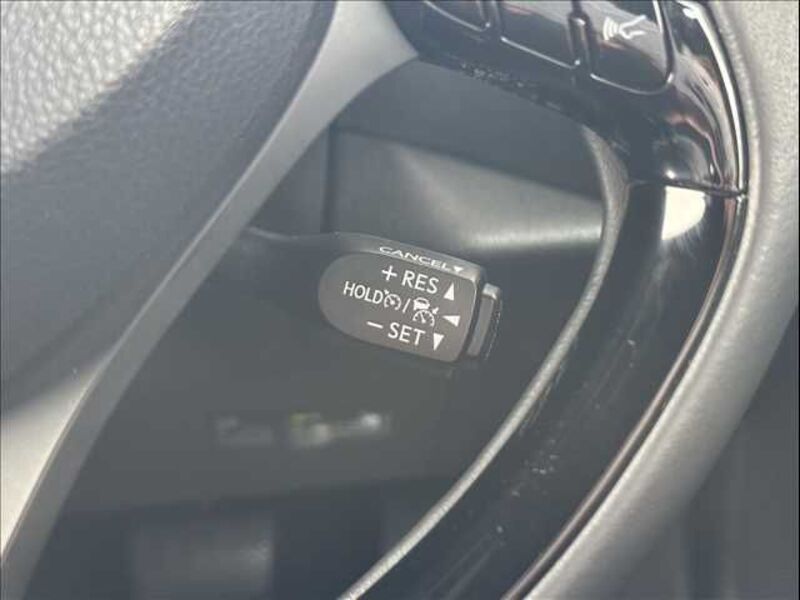 CANCEL▼
+ RES ▲
HOLD / ◀
− SET ▼